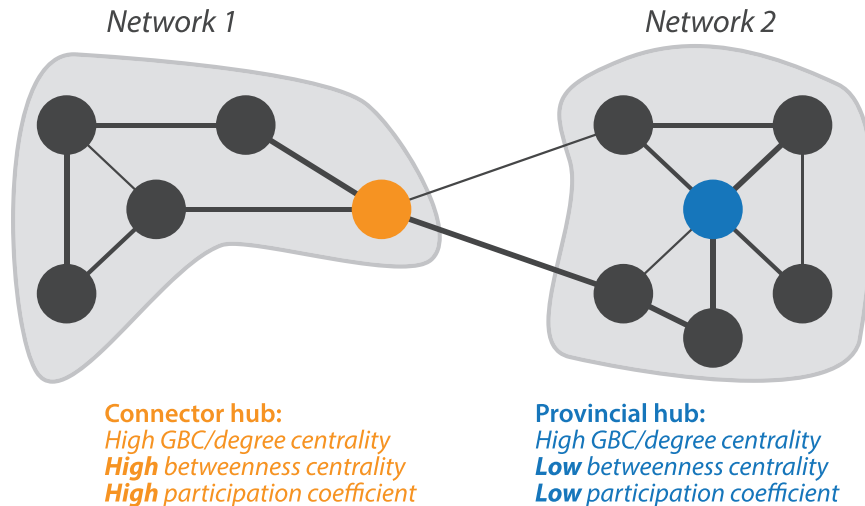 Network 1
Network 2
Connector hub:
High GBC/degree centrality
High betweenness centrality
High participation coefficient
Provincial hub:
High GBC/degree centrality
Low betweenness centrality
Low participation coefficient